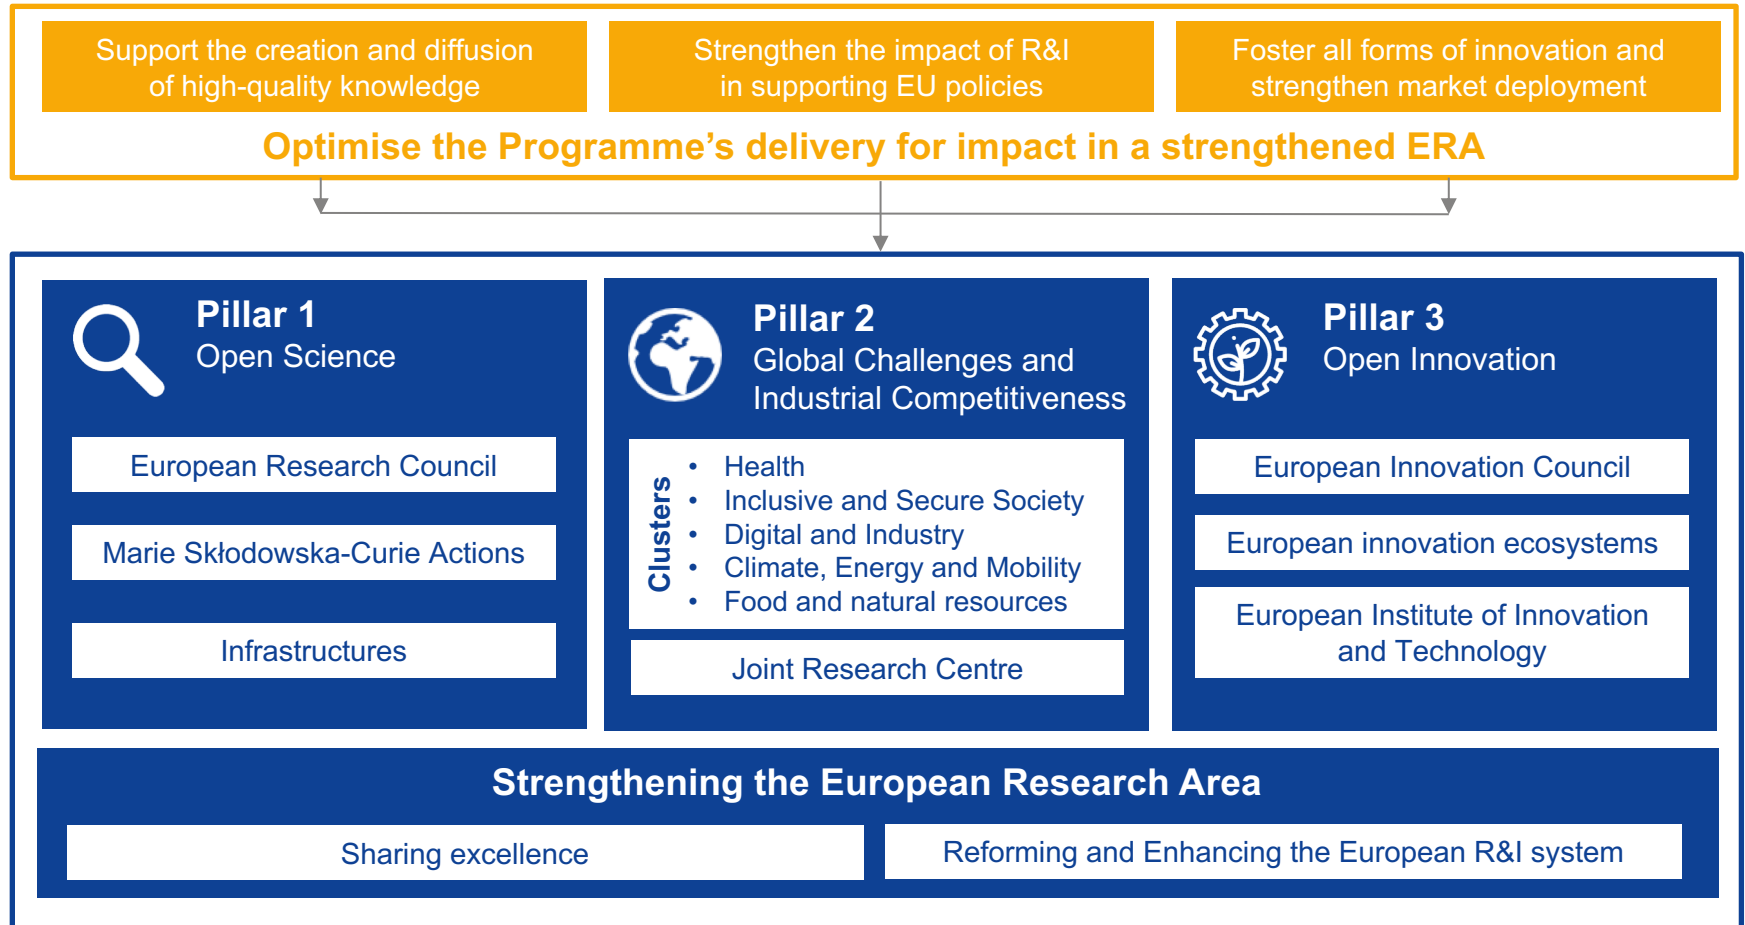 Support the creation and diffusion
of high-quality knowledge
Strengthen the impact of R&I
in supporting EU policies
Foster all forms of innovation and
strengthen market deployment
Optimise the Programme’s delivery for impact in a strengthened ERA
Pillar 1
Open Science
European Research Council
Marie Skłodowska-Curie Actions
Infrastructures
Pillar 2
Global Challenges and
Industrial Competitiveness
Clusters
• Health
• Inclusive and Secure Society
• Digital and Industry
• Climate, Energy and Mobility
• Food and natural resources
Joint Research Centre
Pillar 3
Open Innovation
European Innovation Council
European innovation ecosystems
European Institute of Innovation
and Technology
Strengthening the European Research Area
Sharing excellence
Reforming and Enhancing the European R&I system